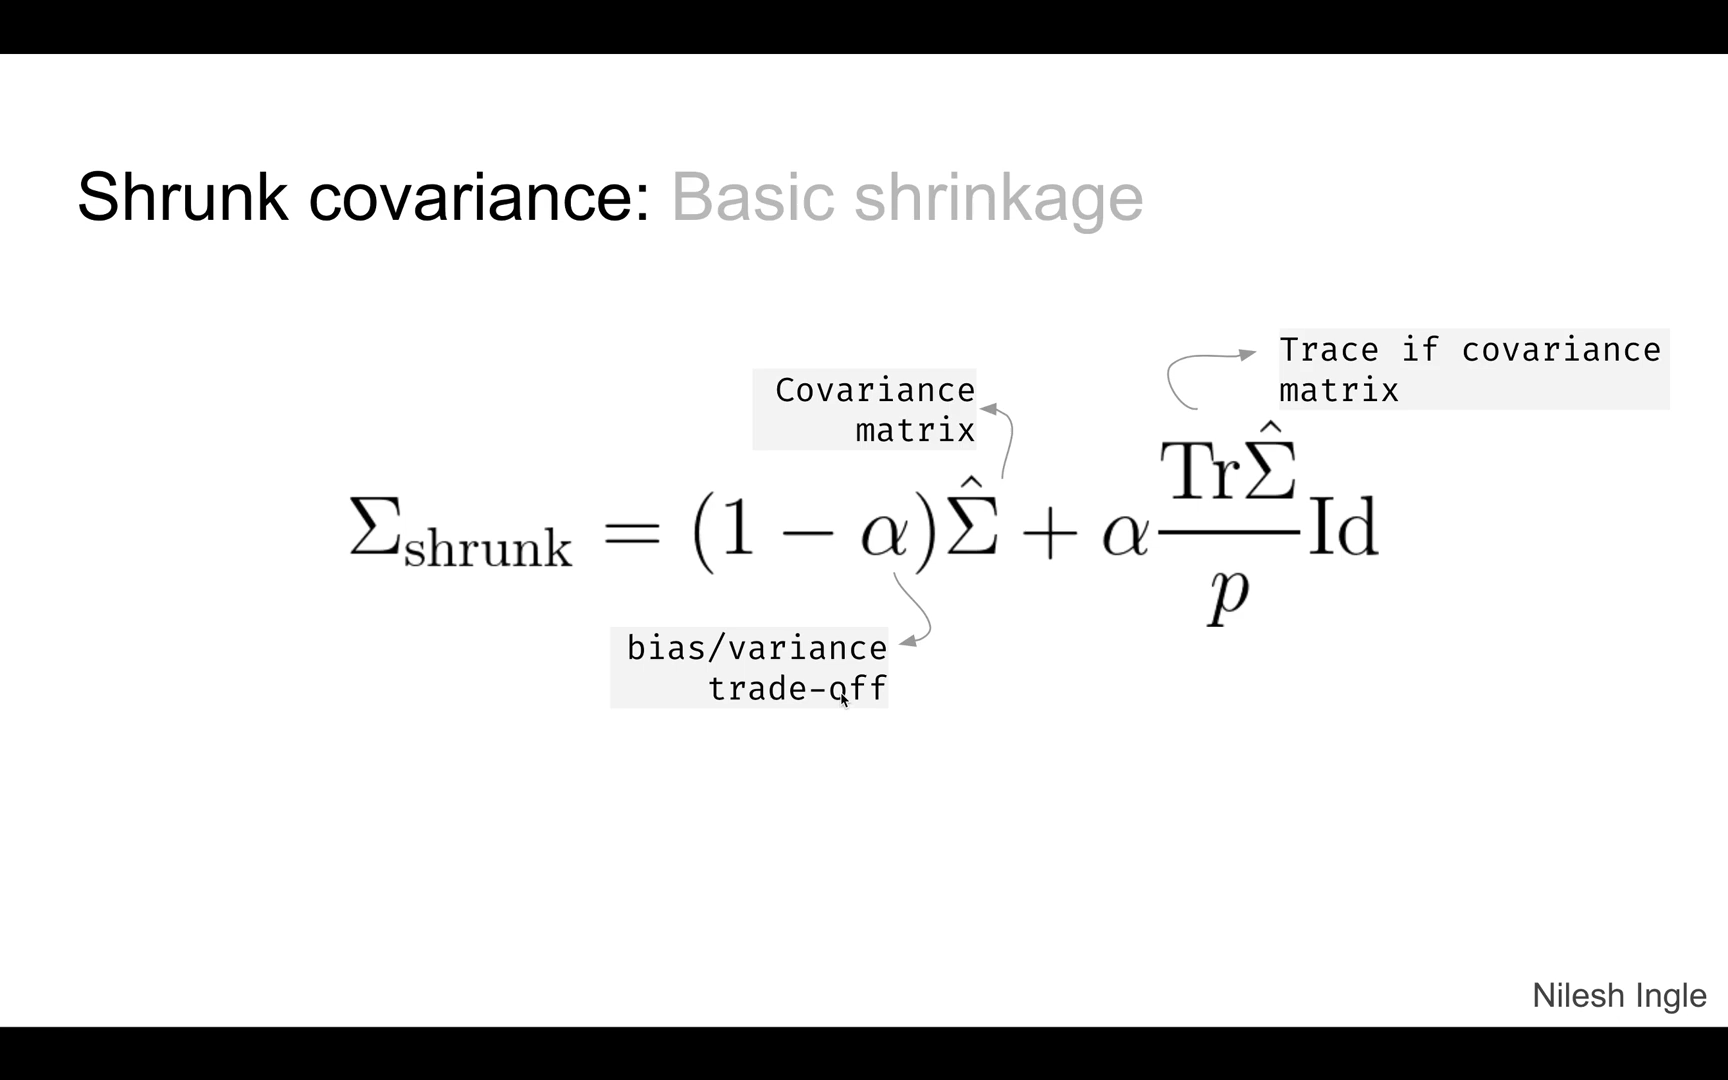 Shrunk covariance: Basic shrinkage
Trace if covariance
matrix
Covariance
matrix
Σshrunk = (1 − α)Σ̂ + α TrΣ̂/p Id
bias/variance
trade-off
Nilesh Ingle